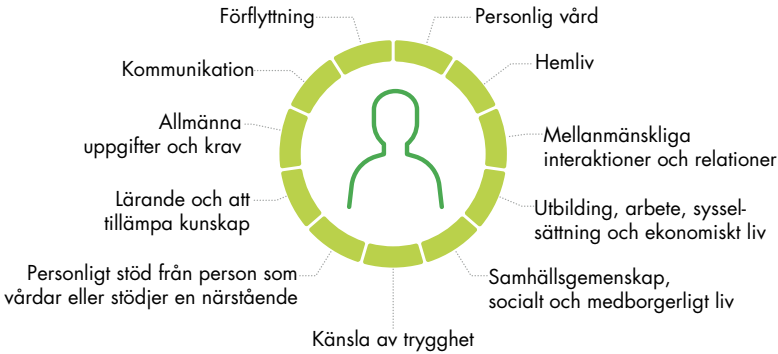 Förflyttning
Personlig vård
Kommunikation
Hemliv
Allmänna
uppgifter och krav
Mellanmänskliga
interaktioner och relationer
Lärande och att
tillämpa kunskap
Utbilding, arbete, syssel-
sättning och ekonomiskt liv
Personligt stöd från person som
vårdar eller stödjer en närstående
Samhällsgemenskap,
socialt och medborgerligt liv
Känsla av trygghet